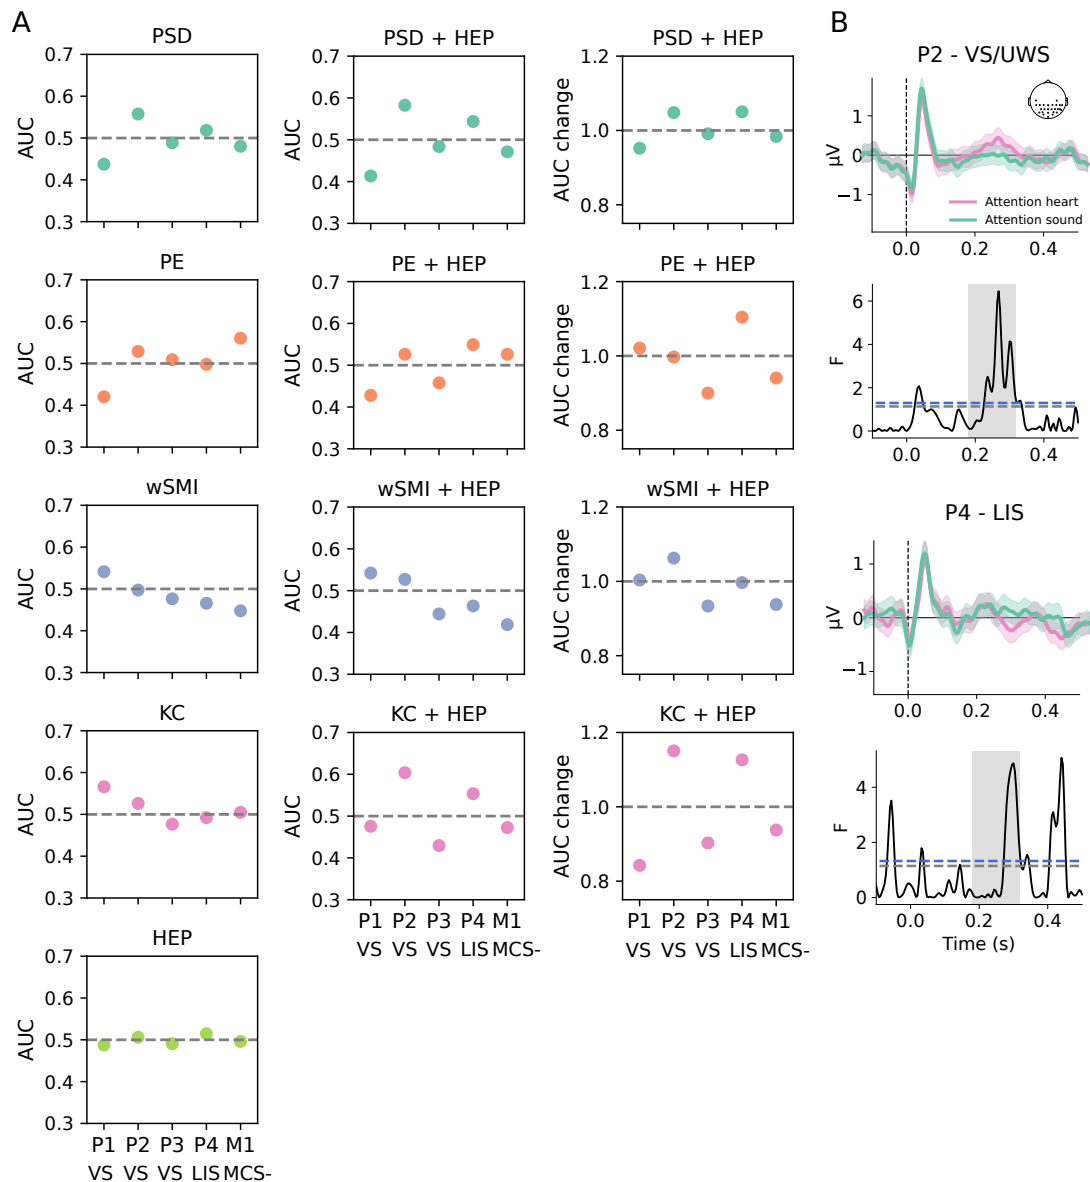 A
B
PSD
0.7
0.6
0.5
0.4
0.3
AUC
PSD + HEP
0.7
0.6
0.5
0.4
0.3
AUC
PSD + HEP
1.2
1.0
0.8
AUC change
PE
0.7
0.6
0.5
0.4
0.3
AUC
PE + HEP
0.7
0.6
0.5
0.4
0.3
AUC
PE + HEP
1.2
1.0
0.8
AUC change
wSMI
0.7
0.6
0.5
0.4
0.3
AUC
wSMI + HEP
0.7
0.6
0.5
0.4
0.3
AUC
wSMI + HEP
1.2
1.0
0.8
AUC change
KC
0.7
0.6
0.5
0.4
0.3
AUC
KC + HEP
0.7
0.6
0.5
0.4
0.3
AUC
P1 P2 P3 P4 M1
VS VS VS LIS MCS-
KC + HEP
1.2
1.0
0.8
AUC change
P1 P2 P3 P4 M1
VS VS VS LIS MCS-
HEP
0.7
0.6
0.5
0.4
0.3
AUC
P1 P2 P3 P4 M1
VS VS VS LIS MCS-
P2 - VS/UWS
1
0
−1
μV
Attention heart
Attention sound
0.0 0.2 0.4
6
4
2
0
F
0.0 0.2 0.4
P4 - LIS
1
0
−1
μV
0.0 0.2 0.4
4
2
0
F
0.0 0.2 0.4
Time (s)